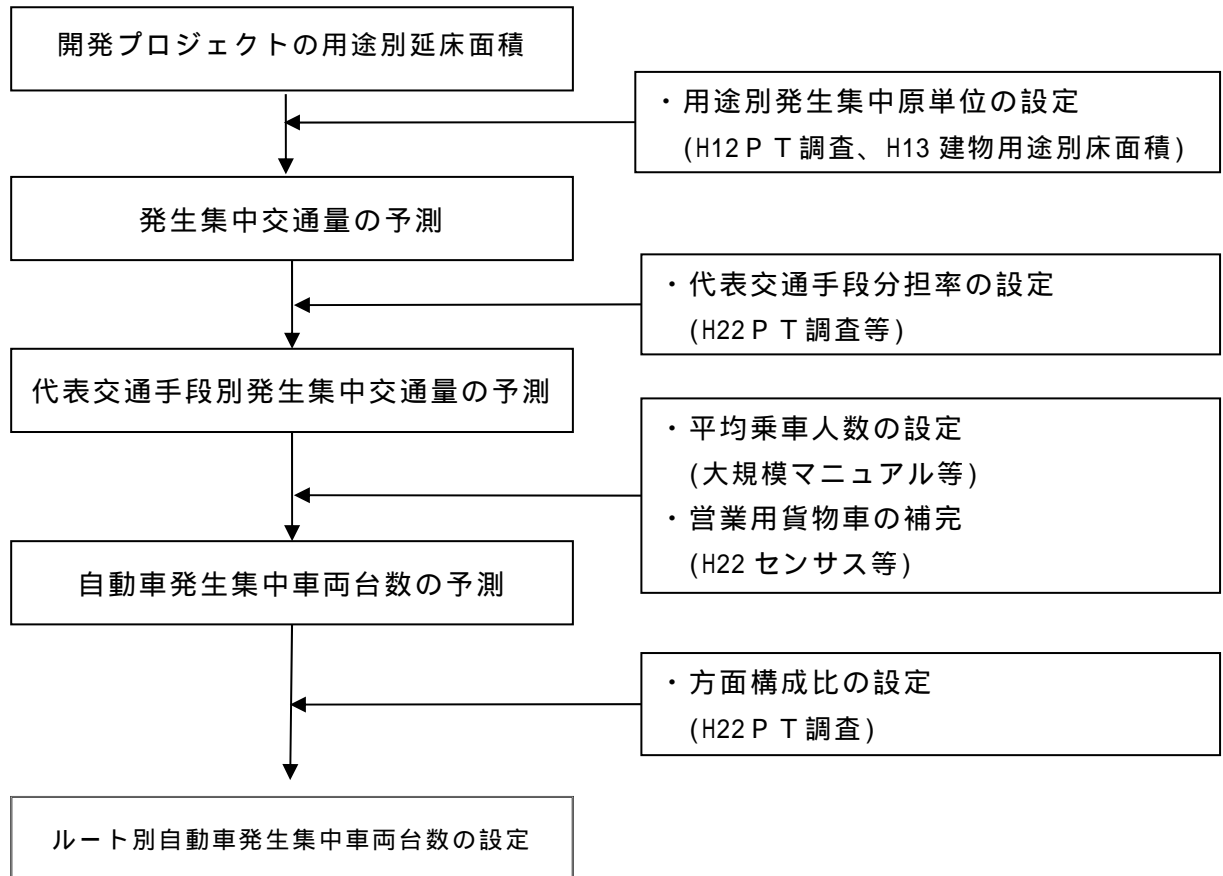 開発プロジェクトの用途別延床面積
・用途別発生集中原単位の設定
(H12ＰＴ調査、H13建物用途別床面積)
発生集中交通量の予測
・代表交通手段分担率の設定
(H22ＰＴ調査等)
代表交通手段別発生集中交通量の予測
・平均乗車人数の設定
(大規模マニュアル等)
・営業用貨物車の補完
(H22センサス等)
自動車発生集中車両台数の予測
・方面構成比の設定
(H22ＰＴ調査)
ルート別自動車発生集中車両台数の設定